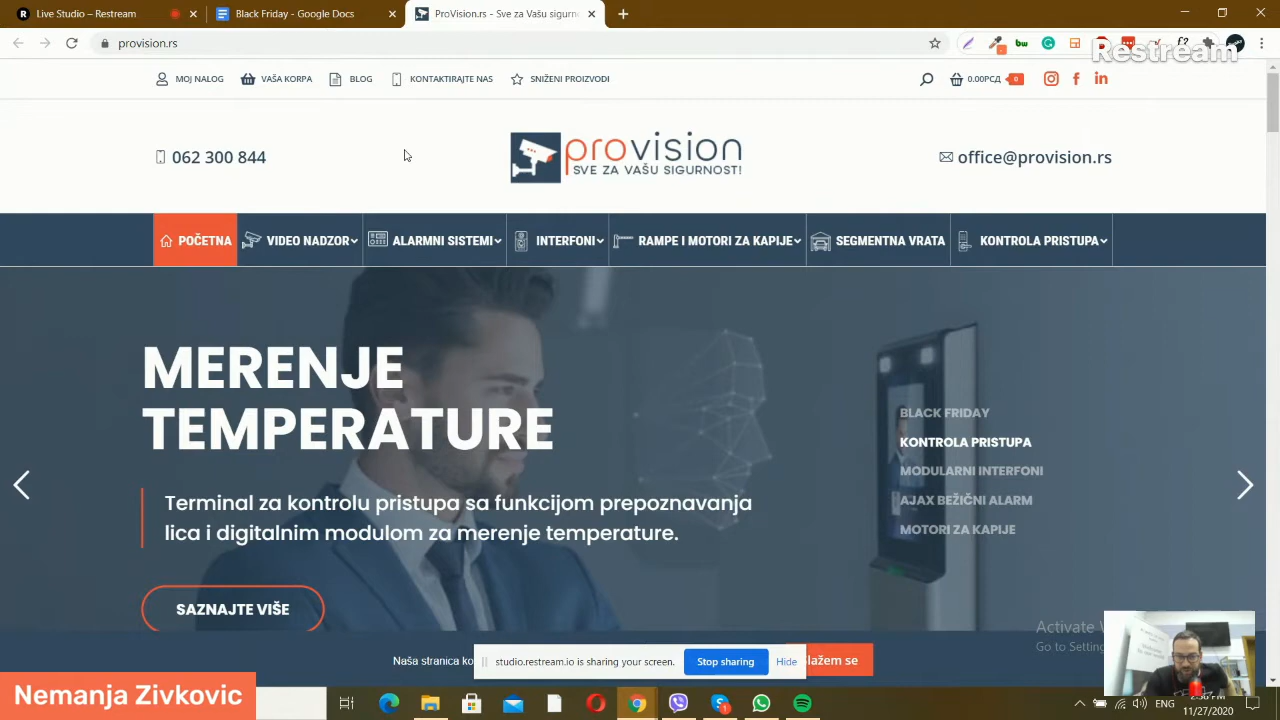 Live Studio – Restream
Black Friday - Google Docs
ProVision.rs - Sve za Vašu sigurn
provision.rs
Restream
MOJ NALOG
VAŠA KORPA
BLOG
KONTAKTIRAJTE NAS
SNIŽENI PROIZVODI
0.00РСД
0
062 300 844
provision
SVE ZA VAŠU SIGURNOST!
office@provision.rs
POČETNA
VIDEO NADZOR
ALARMNI SISTEMI
INTERFONI
RAMPE I MOTORI ZA KAPIJE
SEGMENTNA VRATA
KONTROLA PRISTUPA
MERENJE
TEMPERATURE
Terminal za kontrolu pristupa sa funkcijom prepoznavanja
lica i digitalnim modulom za merenje temperature.
SAZNAJTE VIŠE
BLACK FRIDAY
KONTROLA PRISTUPA
MODULARNI INTERFONI
AJAX BEŽIČNI ALARM
MOTORI ZA KAPIJE
Activate
Go to Setting
Naša stranica ko
studio.restream.io is sharing your screen.
Stop sharing
Hide
lažem se
Nemanja Zivkovic
ENG
11/27/2020